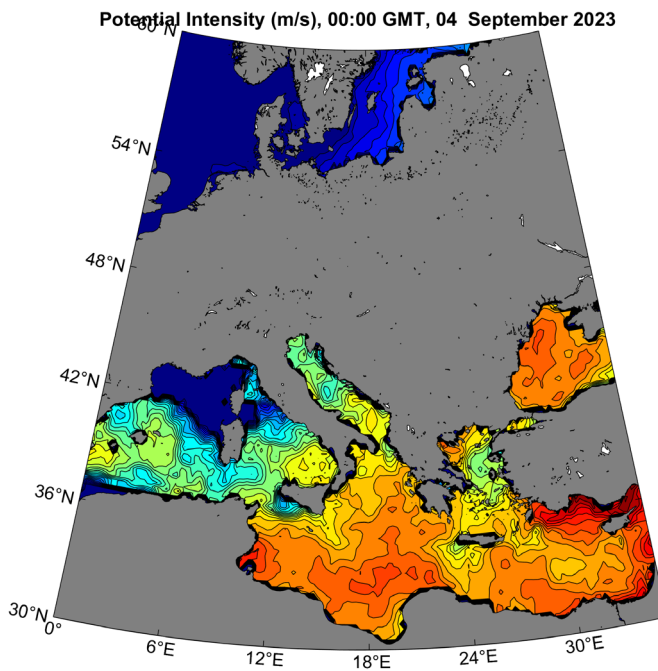 Potential Intensity (m/s), 00:00 GMT, 04  September 2023
60°N
54°N
48°N
42°N
36°N
30°N
0°
6°E
12°E
18°E
24°E
30°E